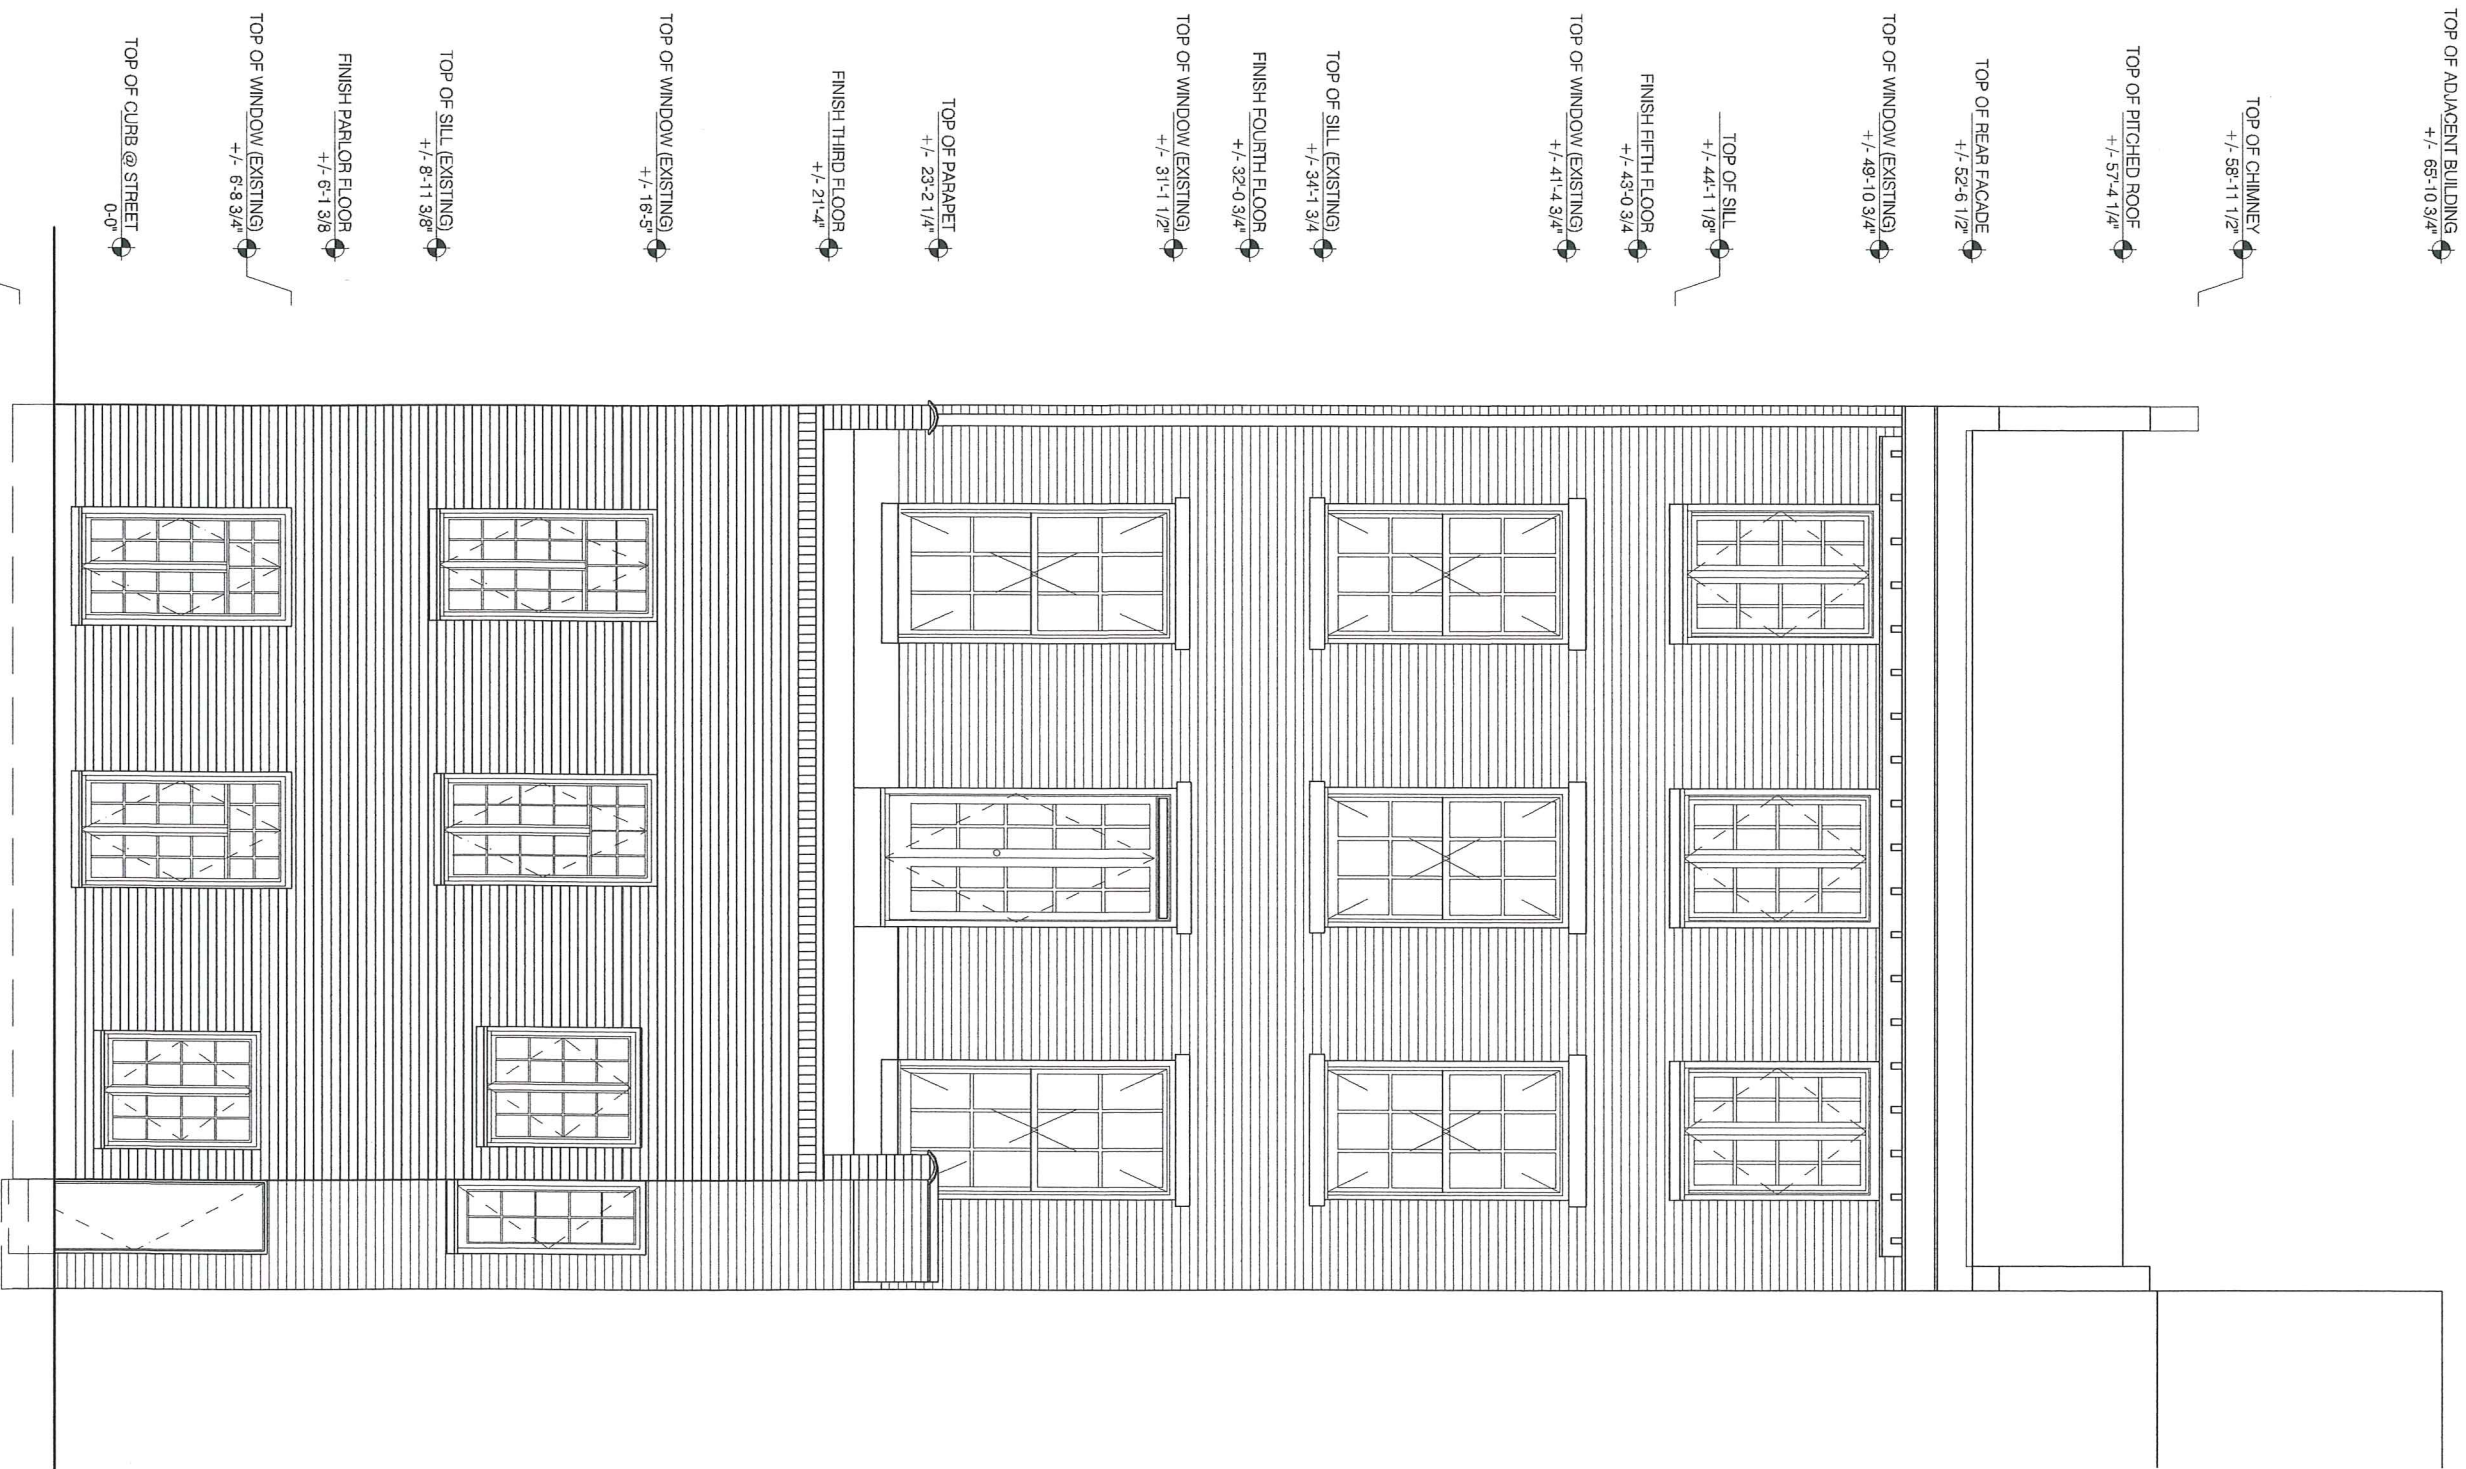 TOP OF ADJACENT BUILDING
+/- 65'-10 3/4"
TOP OF CHIMNEY
+/- 58'-11 1/2"
TOP OF PITCHED ROOF
+/- 57'-4 1/4"
TOP OF REAR FACADE
+/- 52'-6 1/2"
TOP OF WINDOW (EXISTING)
+/- 49'-10 3/4"
TOP OF SILL
+/- 44'-1 1/8"
FINISH FIFTH FLOOR
+/- 43'-0 3/4
TOP OF WINDOW (EXISTING)
+/- 41'-4 3/4"
TOP OF SILL (EXISTING)
+/- 34'-1 3/4
FINISH FOURTH FLOOR
+/- 32'-0 3/4"
TOP OF WINDOW (EXISTING)
+/- 31'-1 1/2"
TOP OF PARAPET
+/- 23'-2 1/4"
FINISH THIRD FLOOR
+/- 21'-4"
TOP OF WINDOW (EXISTING)
+/- 16'-5"
TOP OF SILL (EXISTING)
+/- 8'-11 3/8"
FINISH PARLOR FLOOR
+/- 6'-1 3/8
TOP OF WINDOW (EXISTING)
+/- 6'-8 3/4"
TOP OF CURB @ STREET
0-0"